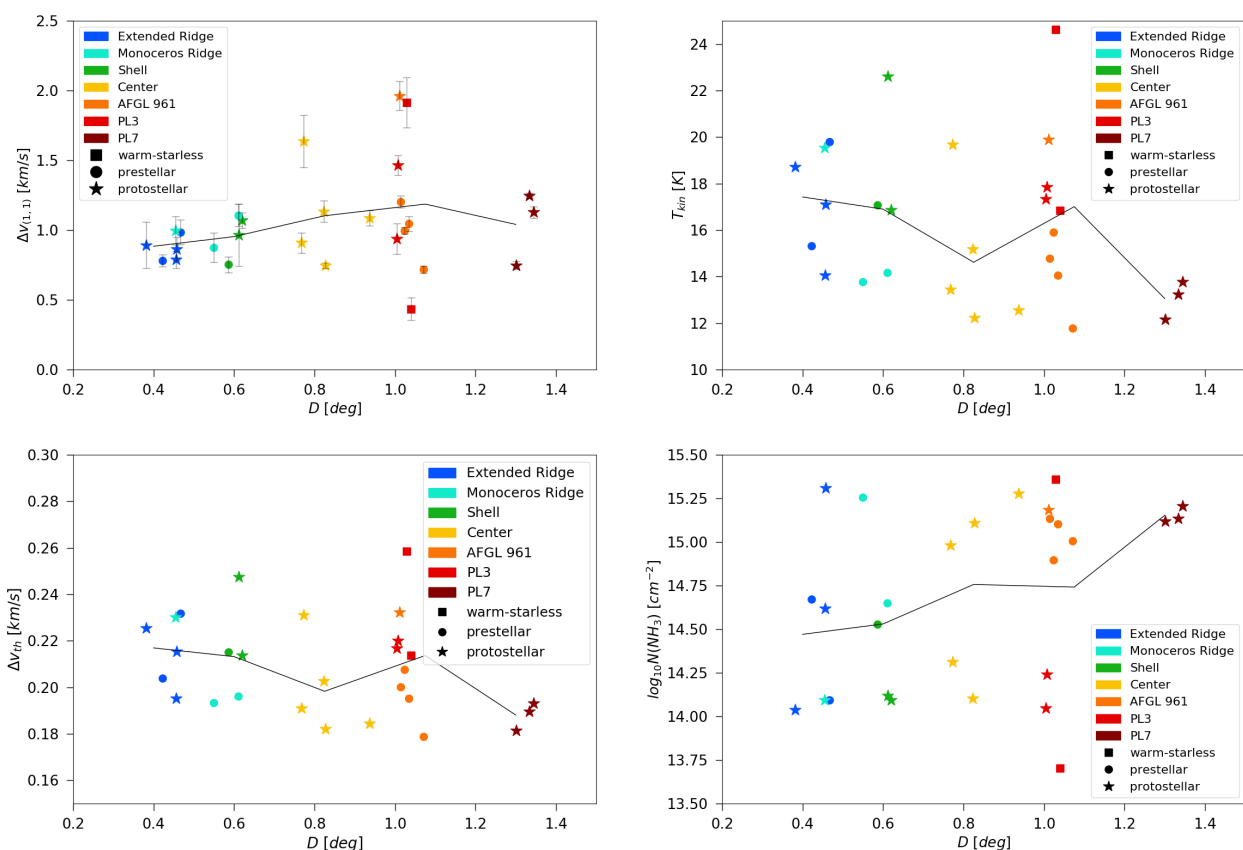 2.5
2.0
1.5
1.0
0.5
0.0
Δv(1,1) [km/s]
Extended Ridge
Monoceros Ridge
Shell
Center
AFGL 961
PL3
PL7
warm-starless
prestellar
protostellar
0.2 0.4 0.6 0.8 1.0 1.2 1.4
D [deg]
24
22
20
18
16
14
12
10
Tkin [K]
Extended Ridge
Monoceros Ridge
Shell
Center
AFGL 961
PL3
PL7
warm-starless
prestellar
protostellar
0.2 0.4 0.6 0.8 1.0 1.2 1.4
D [deg]
0.30
0.28
0.26
0.24
0.22
0.20
0.18
0.16
Δvth [km/s]
Extended Ridge
Monoceros Ridge
Shell
Center
AFGL 961
PL3
PL7
warm-starless
prestellar
protostellar
0.2 0.4 0.6 0.8 1.0 1.2 1.4
D [deg]
15.50
15.25
15.00
14.75
14.50
14.25
14.00
13.75
13.50
log10N(NH3) [cm−2]
Extended Ridge
Monoceros Ridge
Shell
Center
AFGL 961
PL3
PL7
warm-starless
prestellar
protostellar
0.2 0.4 0.6 0.8 1.0 1.2 1.4
D [deg]